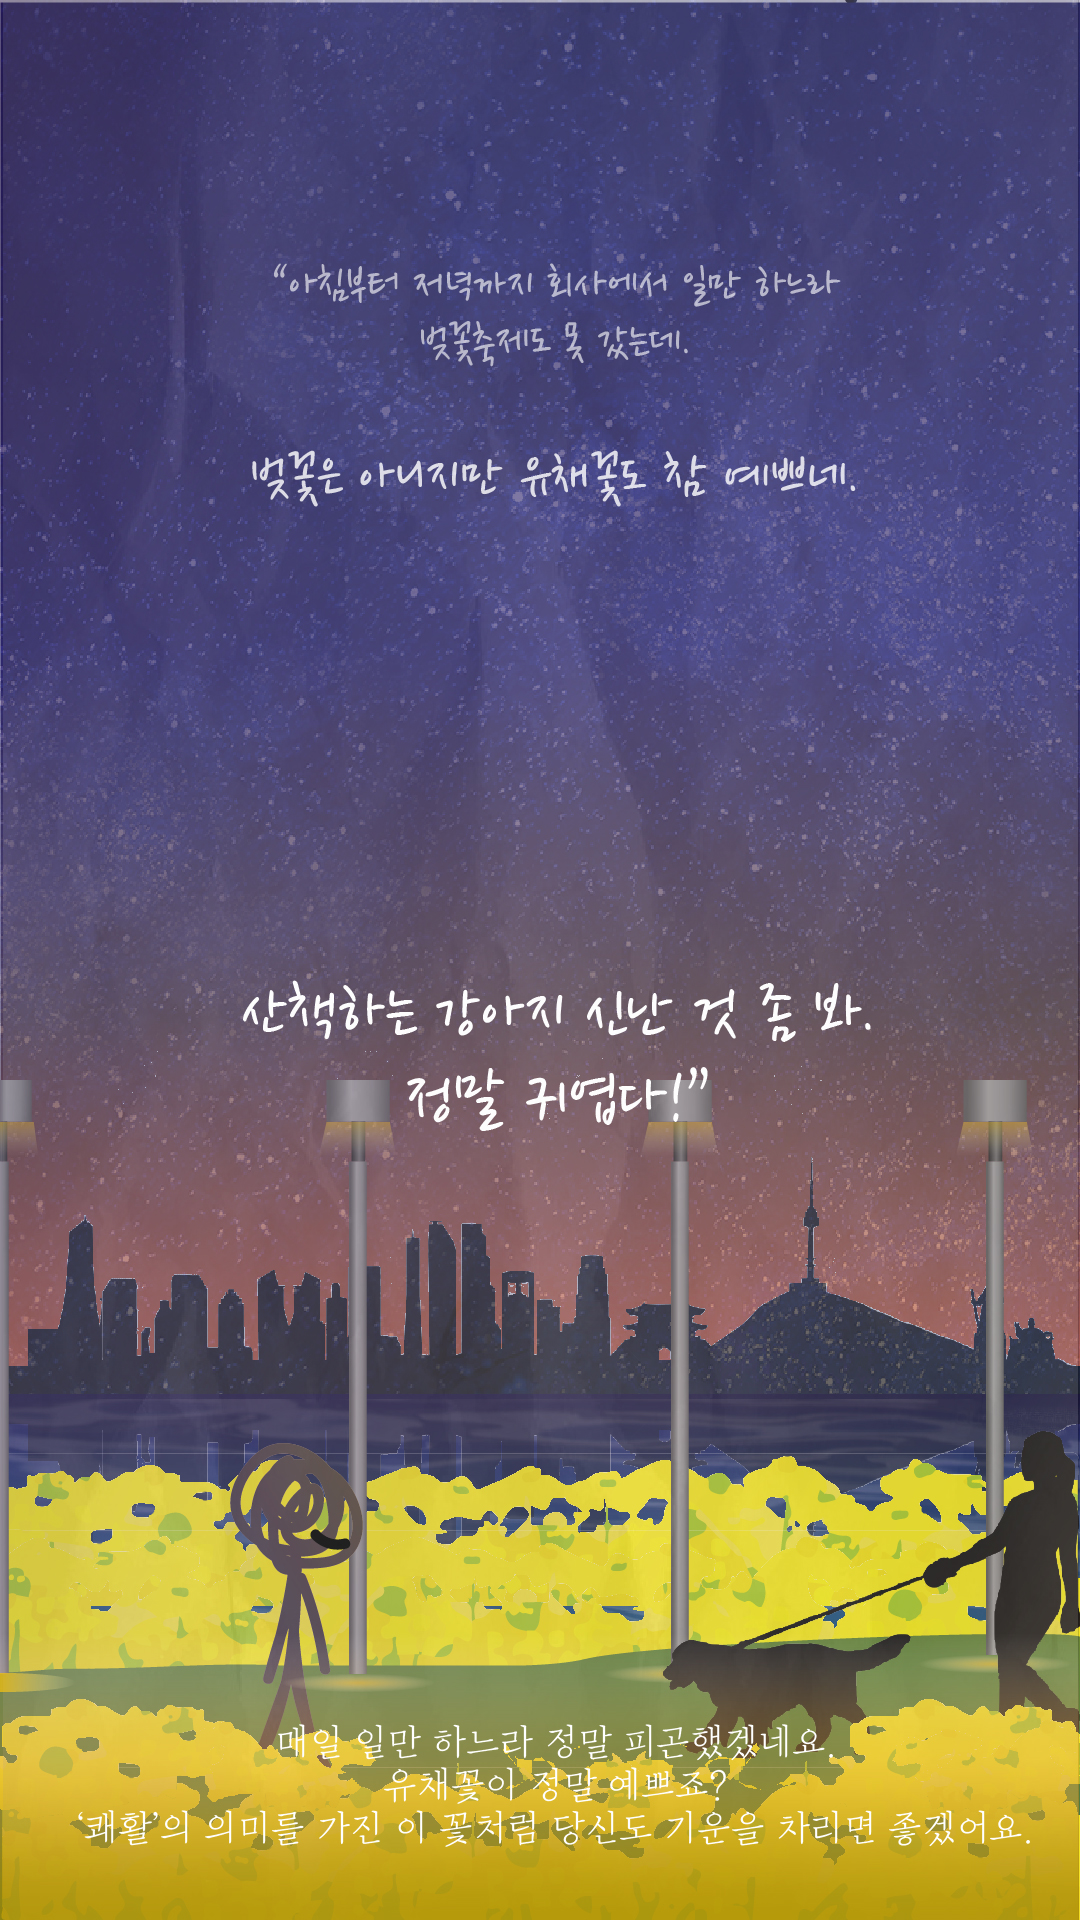 “아침부터 저녁까지 회사에서 일만 하느라
벚꽃축제도 못 갔는데.
벚꽃은 아니지만 유채꽃도 참 예쁘네.
산책하는 강아지 신난 것 좀 봐.
정말 귀엽다!”
매일 일만 하느라 정말 피곤했겠네요.
유채꽃이 정말 예쁘죠?
‘쾌활’의 의미를 가진 이 꽃처럼 당신도 기운을 차리면 좋겠어요.